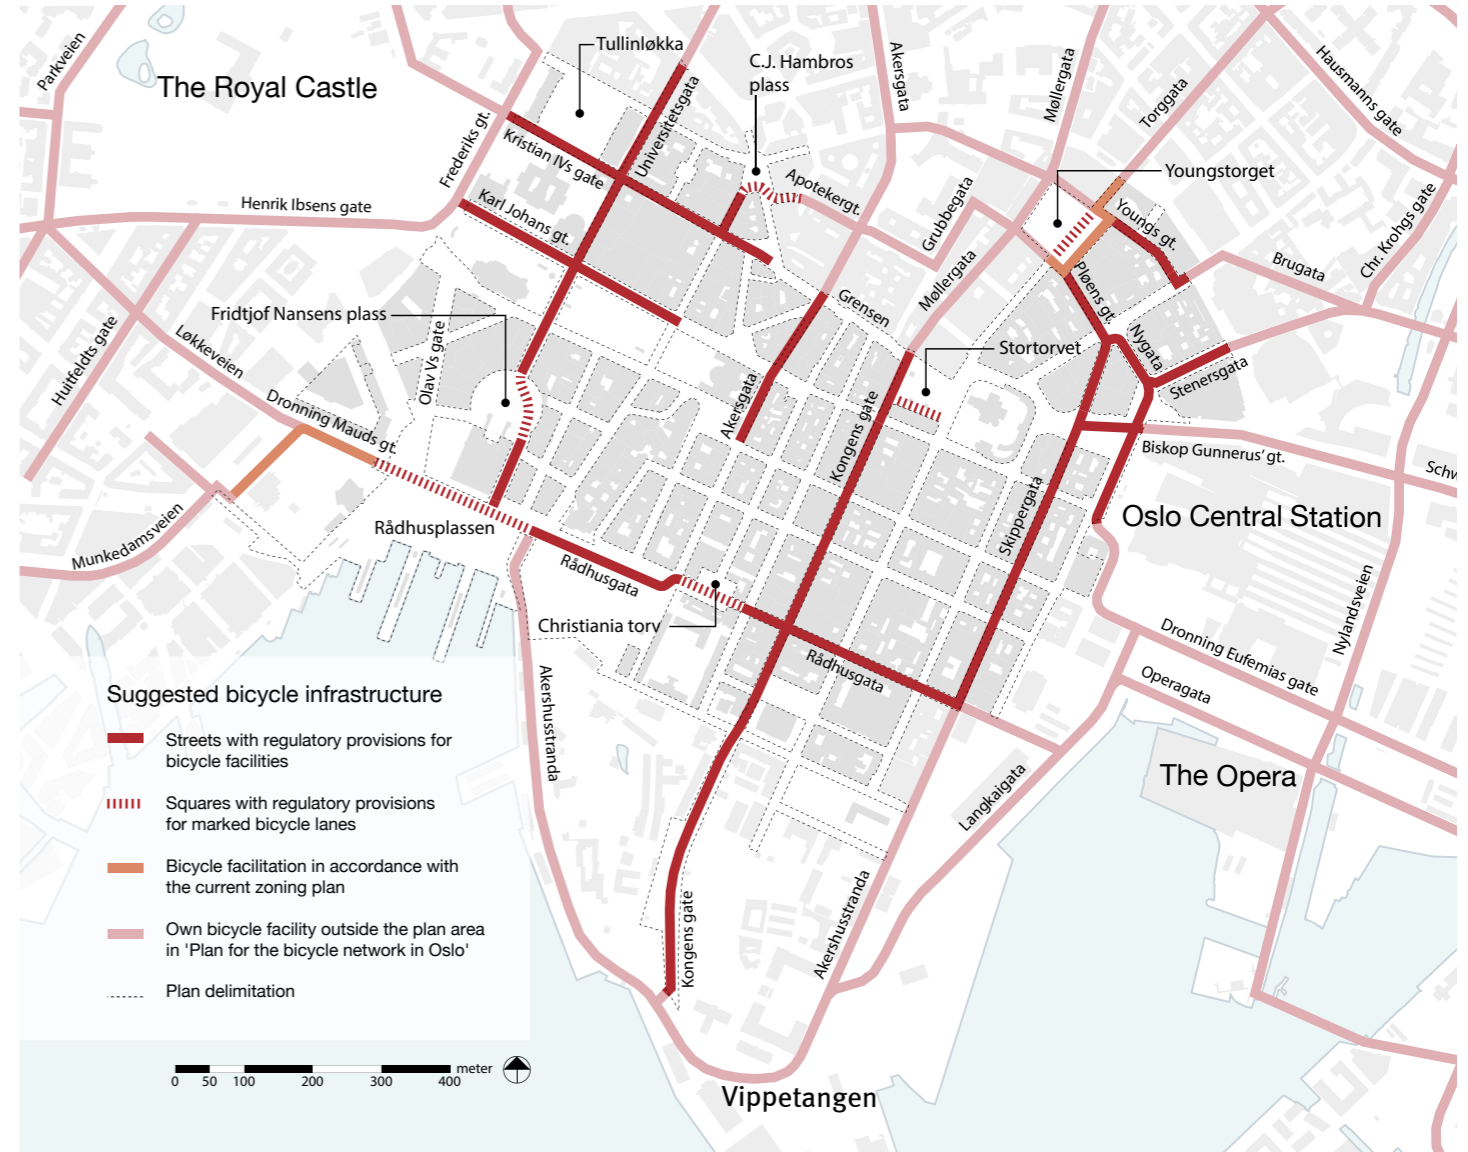 Tullinløkka
C.J. Hambros
plass
Parkveien
The Royal Castle
Frederiks gt.
Kristian IVs gate
Universitetsgata
Akersgata
Møllergata
Torggata
Hausmanns gate
Apotekergt.
Youngstorget
Henrik Ibsens gate
Karl Johans gt.
Grubbegata
Youngs gt.
Chr. Krohgs gate
Brugata
Møllergata
Pløens gt.
Grensen
Fridtjof Nansens plass
Olav Vs gate
Løkkeveien
Huitfeldts gate
Stortorvet
Nygata
Stenersgata
Dronning Mauds gt.
Akersgata
Kongens gate
Biskop Gunnerus' gt.
Schw
Skippergata
Oslo Central Station
Rådhusplassen
Munkedamsveien
Rådhusgata
Nylandsveien
Christiania torv
Rådhusgata
Dronning Eufemias gate
Operagata
Akershusstranda
The Opera
Langkaigata
Akershusstranda
Kongens gate
Vippetangen
Suggested bicycle infrastructure
Streets with regulatory provisions for
bicycle facilities
Squares with regulatory provisions
for marked bicycle lanes
Bicycle facilitation in accordance with
the current zoning plan
Own bicycle facility outside the plan area
in 'Plan for the bicycle network in Oslo'
Plan delimitation
0 50 100 200 300 400 meter